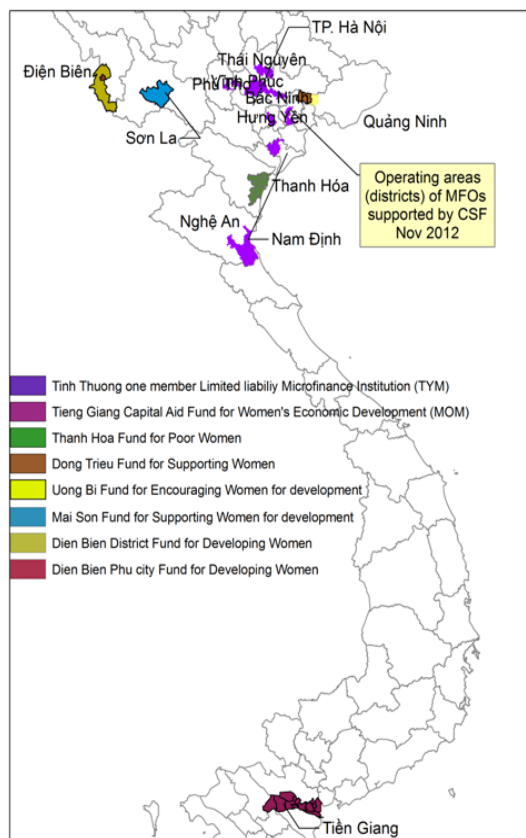 TP. Hà Nội
Thái Nguyên
Điện Biên
Phú Thọ
Vĩnh Phúc
Bắc Ninh
Hưng Yên
Quảng Ninh
Sơn La
Operating areas
(districts) of MFOs
supported by CSF
Nov 2012
Thanh Hóa
Nghệ An
Nam Định
Tinh Thuong one member Limited liabiliy Microfinance Institution (TYM)
Tieng Giang Capital Aid Fund for Women's Economic Development (MOM)
Thanh Hoa Fund for Poor Women
Dong Trieu Fund for Supporting Women
Uong Bi Fund for Encouraging Women for development
Mai Son Fund for Supporting Women for development
Dien Bien District Fund for Developing Women
Dien Bien Phu city Fund for Developing Women
Tiền Giang